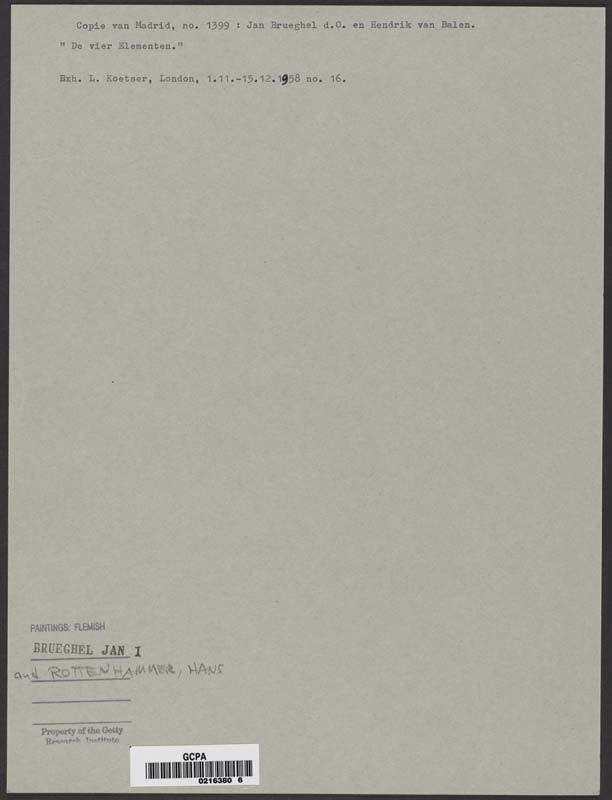 Copie van Madrid, no. 1399 : Jan Brueghel d.O. en Hendrik van Balen.
" De vier Elementen."
Exh. L. Koetser, London, 1.11.-15.12.1958 no. 16.
PAINTINGS: FLEMISH
BRUEGHEL JAN I
and ROTTENHAMMER, HANS
Property of the Getty
Research Institute
GCPA
0216380 6